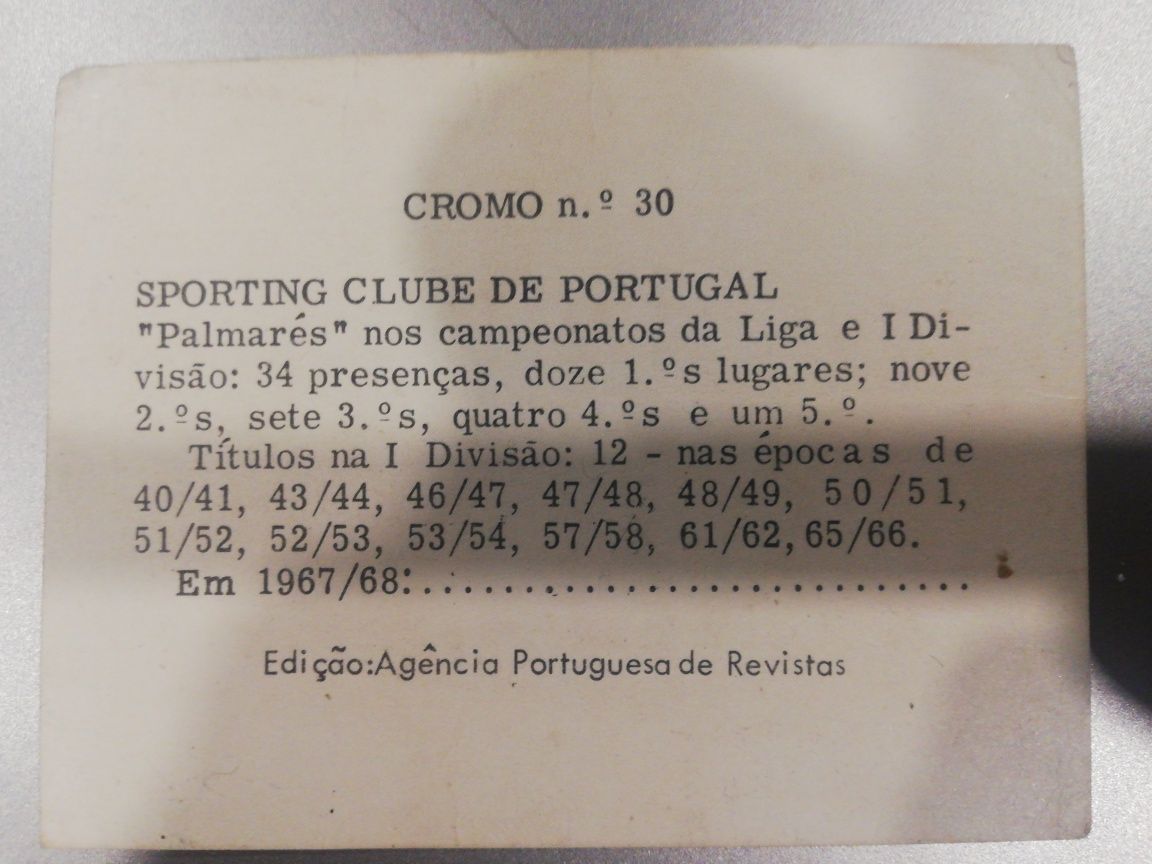 CROMO n.º 30
SPORTING CLUBE DE PORTUGAL
"Palmarés" nos campeonatos da Liga e I Di-
visão: 34 presenças, doze 1.ºs lugares; nove
2.ºs, sete 3.ºs, quatro 4.ºs e um 5.º.
Títulos na I Divisão: 12 - nas épocas de
40/41, 43/44, 46/47, 47/48, 48/49, 50/51,
51/52, 52/53, 53/54, 57/58, 61/62, 65/66.
Em 1967/68:...........................
Edição:Agência Portuguesa de Revistas